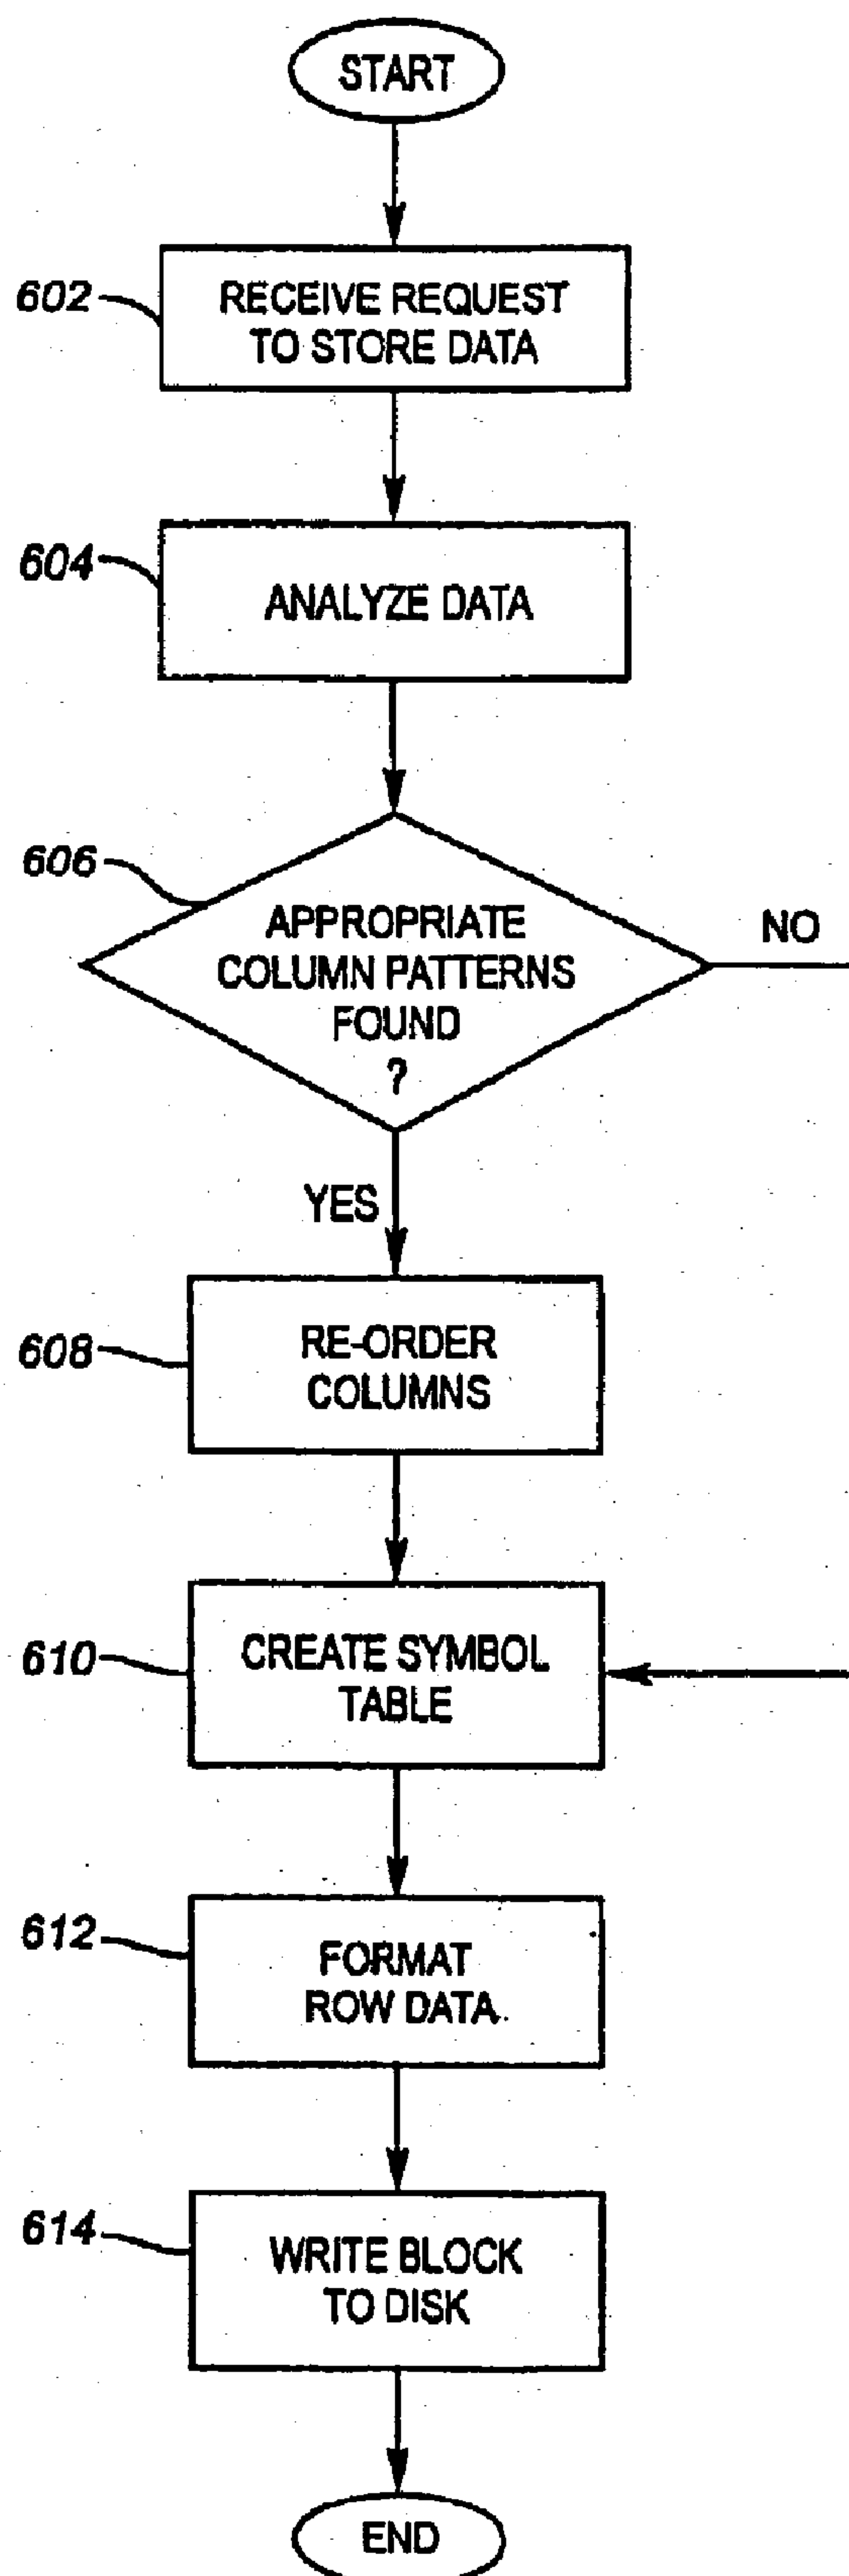 START
602
RECEIVE REQUEST
TO STORE DATA
604
ANALYZE DATA
606
APPROPRIATE
COLUMN PATTERNS
FOUND
?
NO
YES
608
RE-ORDER
COLUMNS
610
CREATE SYMBOL
TABLE
612
FORMAT
ROW DATA
614
WRITE BLOCK
TO DISK
END